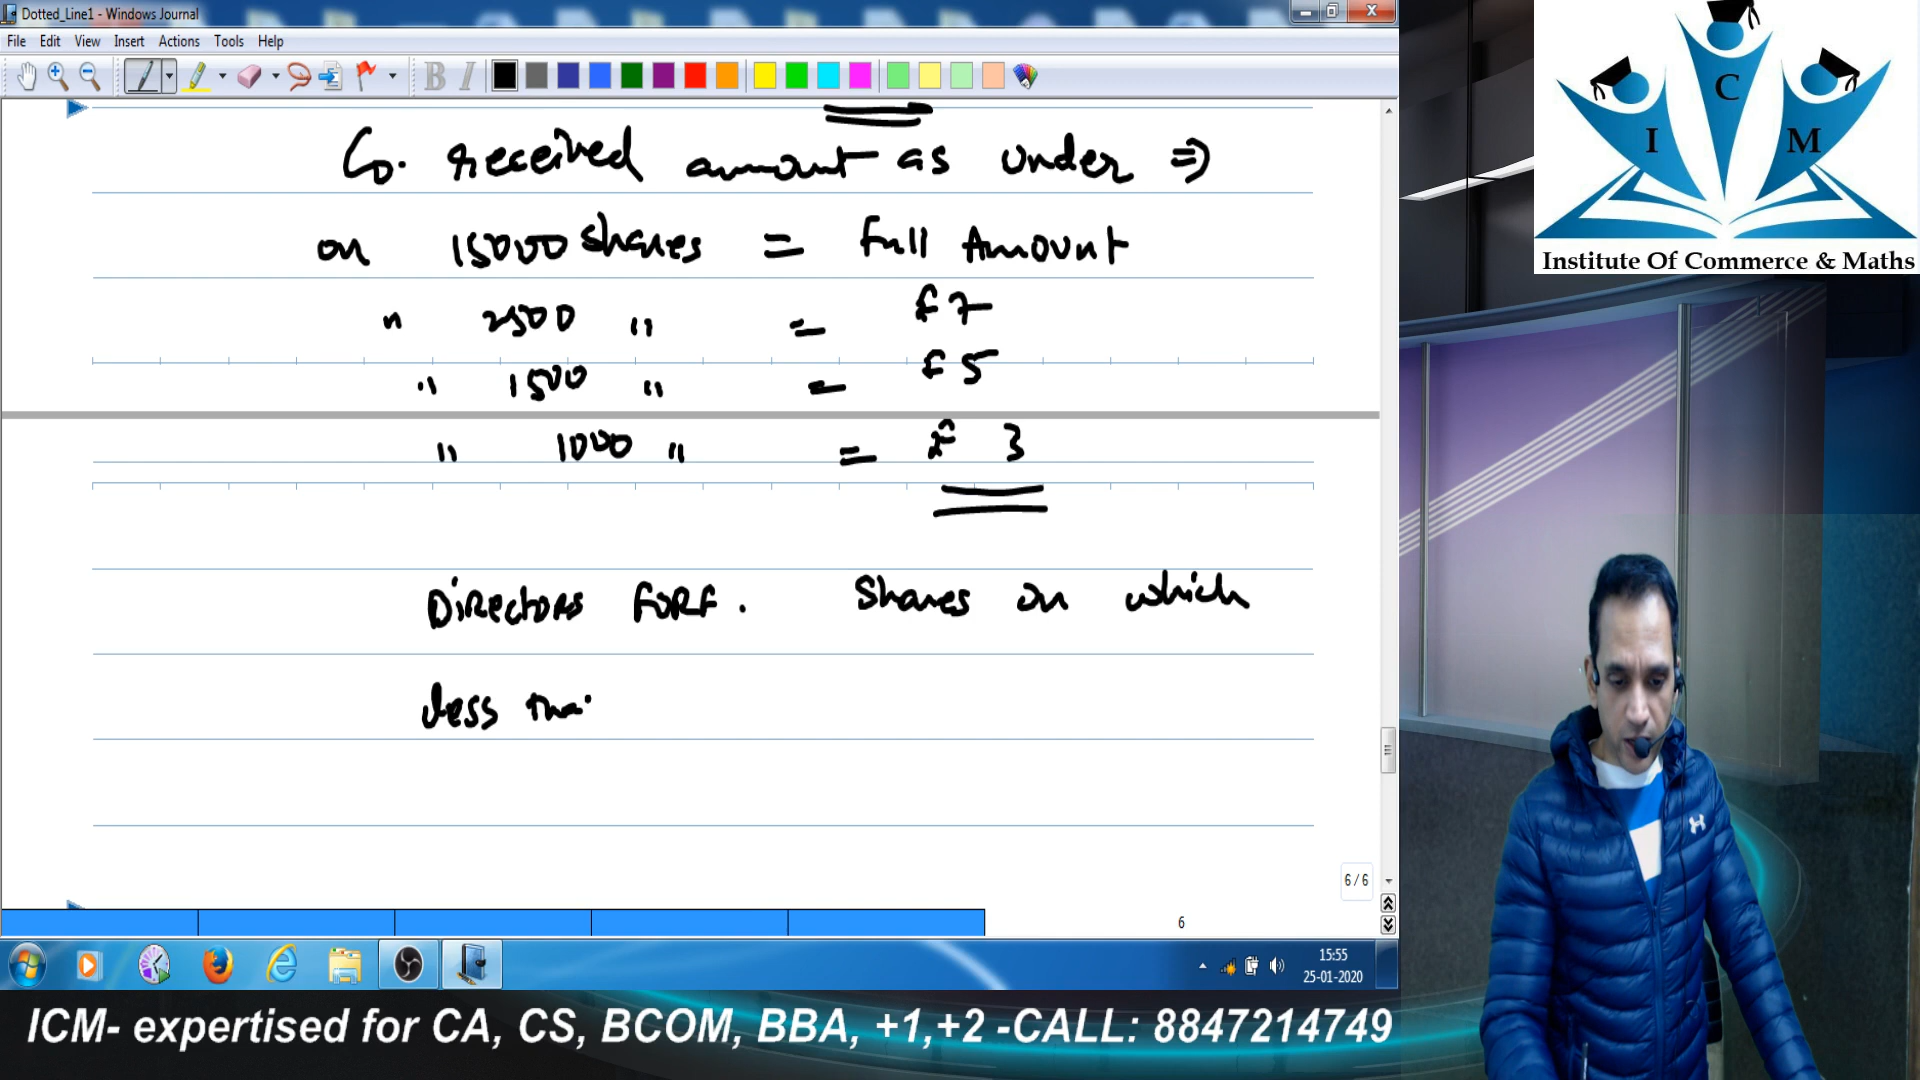 Dotted_Line1 - Windows Journal
File Edit View Insert Actions Tools Help
Co. received amount as under ⇒
on 15000 shares = full Amount
" 2500 " = ₹ 7
" 1500 " = ₹ 5
" 1000 " = ₹ 3
Directors forf. shares on which
less than
6 / 6
6
15:55
25-01-2020
I C M
Institute Of Commerce & Maths
ICM- expertised for CA, CS, BCOM, BBA, +1,+2 -CALL: 8847214749